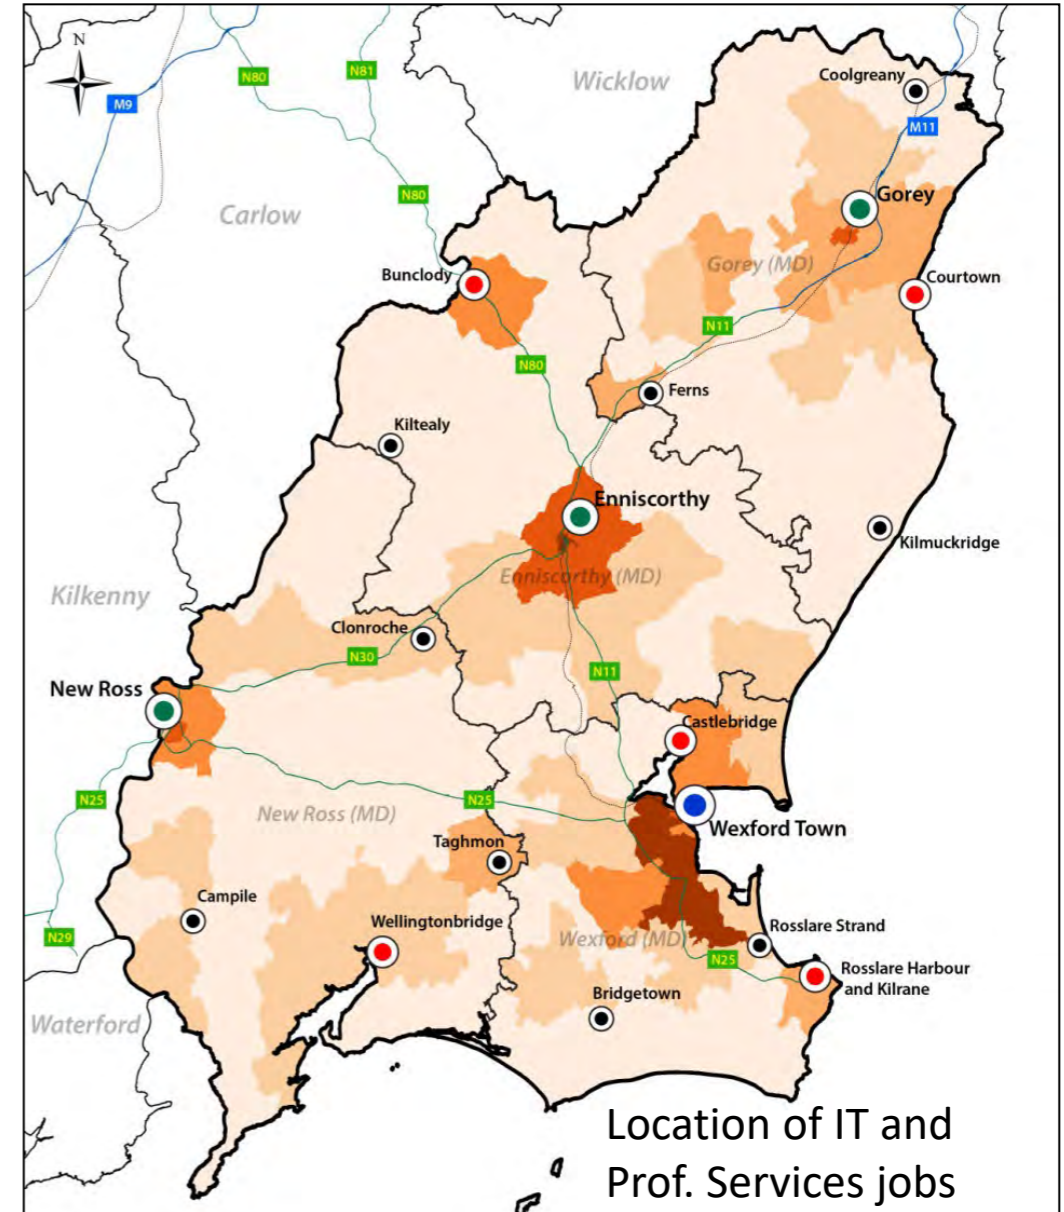 N
N80
N81
Wicklow
Coolgreany
M9
M11
N80
Gorey
Carlow
Gorey (MD)
Bunclody
Courtown
N11
N80
Ferns
Kiltealy
Enniscorthy
Kilmuckridge
Enniscorthy (MD)
Kilkenny
Clonroche
N30
N11
New Ross
Castlebridge
N25
N25
New Ross (MD)
Wexford Town
Taghmon
Campile
Wellingtonbridge
Rosslare Strand
N29
Wexford (MD)
N25
Rosslare Harbour
and Kilrane
Bridgetown
Waterford
Location of IT and
Prof. Services jobs